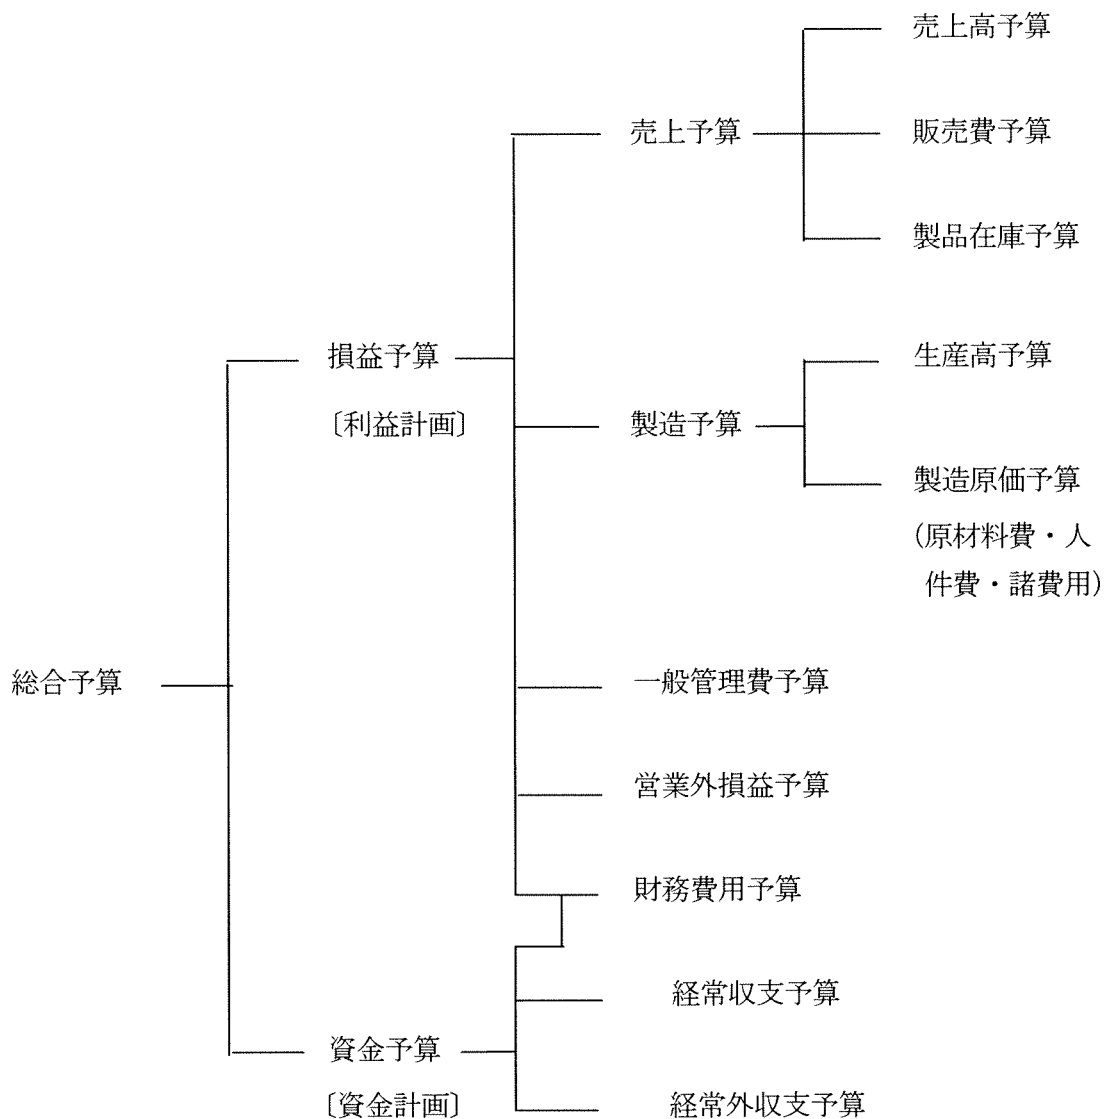 売上高予算
売上予算
販売費予算
製品在庫予算
損益予算
〔利益計画〕
生産高予算
製造予算
製造原価予算
(原材料費・人
件費・諸費用)
総合予算
一般管理費予算
営業外損益予算
財務費用予算
経常収支予算
資金予算
〔資金計画〕
経常外収支予算